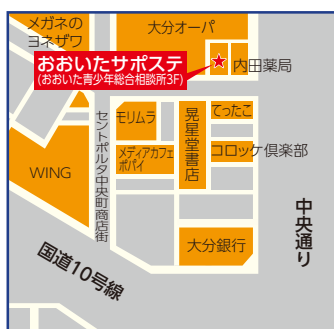 メガネの
ヨネザワ
大分オーパ
おおいたサポステ
(おおいた青少年総合相談所3F)
内田薬局
セントポルタ中央町商店街
モリムラ
晃星堂書店
てったこ
メディアカフェ
ポパイ
コロッケ倶楽部
WING
中央通り
大分銀行
国道10号線